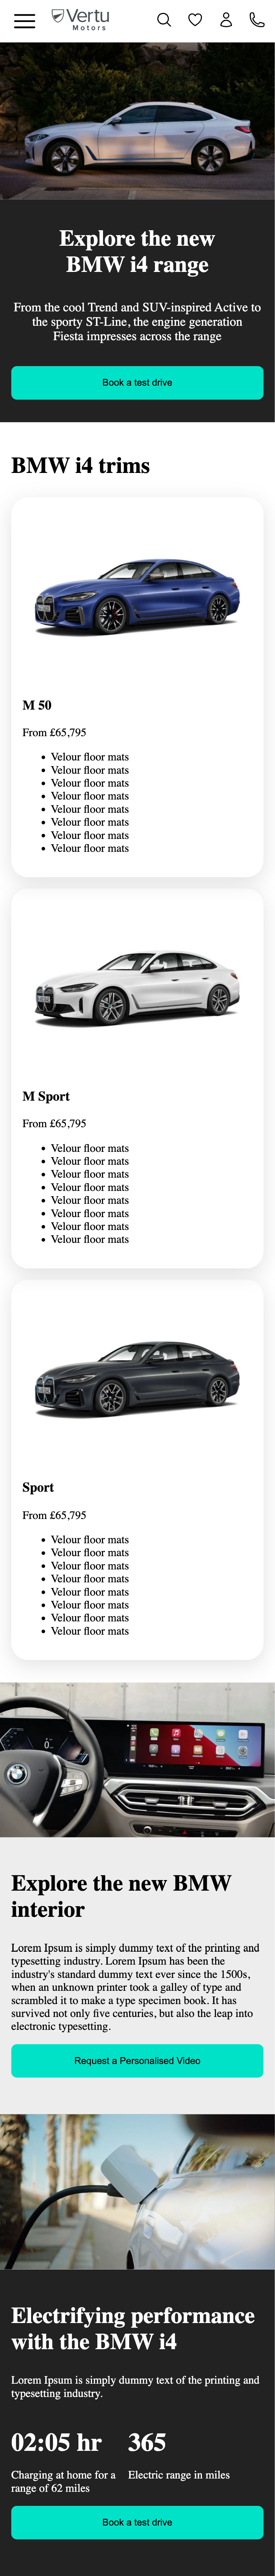 Vertu
Motors
Explore the new
BMW i4 range
From the cool Trend and SUV-inspired Active to
the sporty ST-Line, the engine generation
Fiesta impresses across the range
Book a test drive
BMW i4 trims
M 50
From £65,795
• Velour floor mats
• Velour floor mats
• Velour floor mats
• Velour floor mats
• Velour floor mats
• Velour floor mats
• Velour floor mats
• Velour floor mats
M Sport
From £65,795
• Velour floor mats
• Velour floor mats
• Velour floor mats
• Velour floor mats
• Velour floor mats
• Velour floor mats
• Velour floor mats
• Velour floor mats
Sport
From £65,795
• Velour floor mats
• Velour floor mats
• Velour floor mats
• Velour floor mats
• Velour floor mats
• Velour floor mats
• Velour floor mats
• Velour floor mats
Explore the new BMW
interior
Lorem Ipsum is simply dummy text of the printing and
typesetting industry. Lorem Ipsum has been the
industry's standard dummy text ever since the 1500s,
when an unknown printer took a galley of type and
scrambled it to make a type specimen book. It has
survived not only five centuries, but also the leap into
electronic typesetting.
Request a Personalised Video
Electrifying performance
with the BMW i4
Lorem Ipsum is simply dummy text of the printing and
typesetting industry.
02:05 hr 365
Charging at home for a Electric range in miles
range of 62 miles
Book a test drive